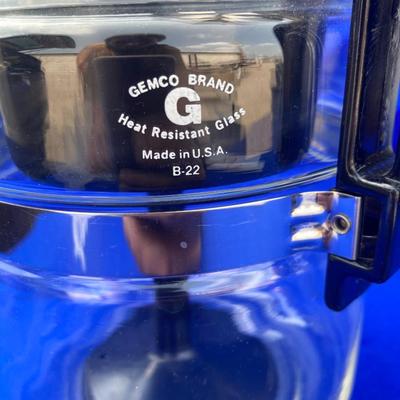 GEMCO BRAND
G
Heat Resistant Glass
Made in U.S.A.
B-22